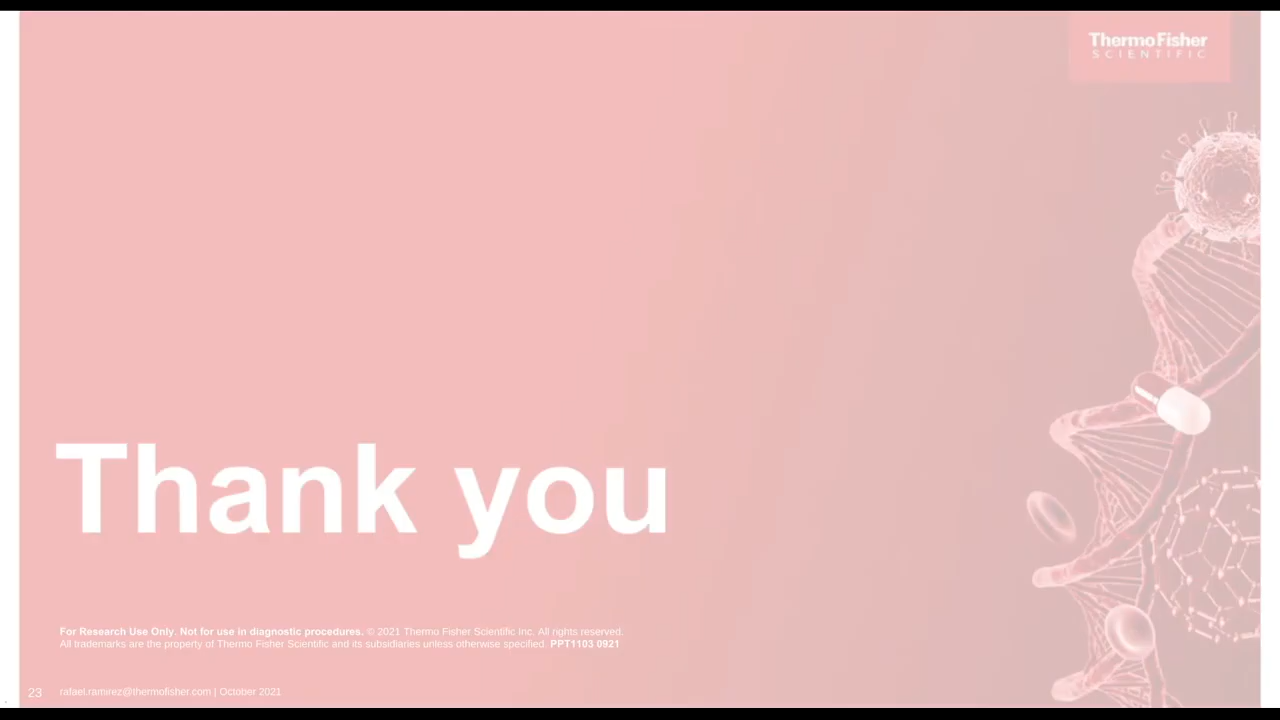 ThermoFisher
SCIENTIFIC
Thank you
For Research Use Only. Not for use in diagnostic procedures. © 2021 Thermo Fisher Scientific Inc. All rights reserved.
All trademarks are the property of Thermo Fisher Scientific and its subsidiaries unless otherwise specified. PPT1103 0921
23 rafael.ramirez@thermofisher.com | October 2021